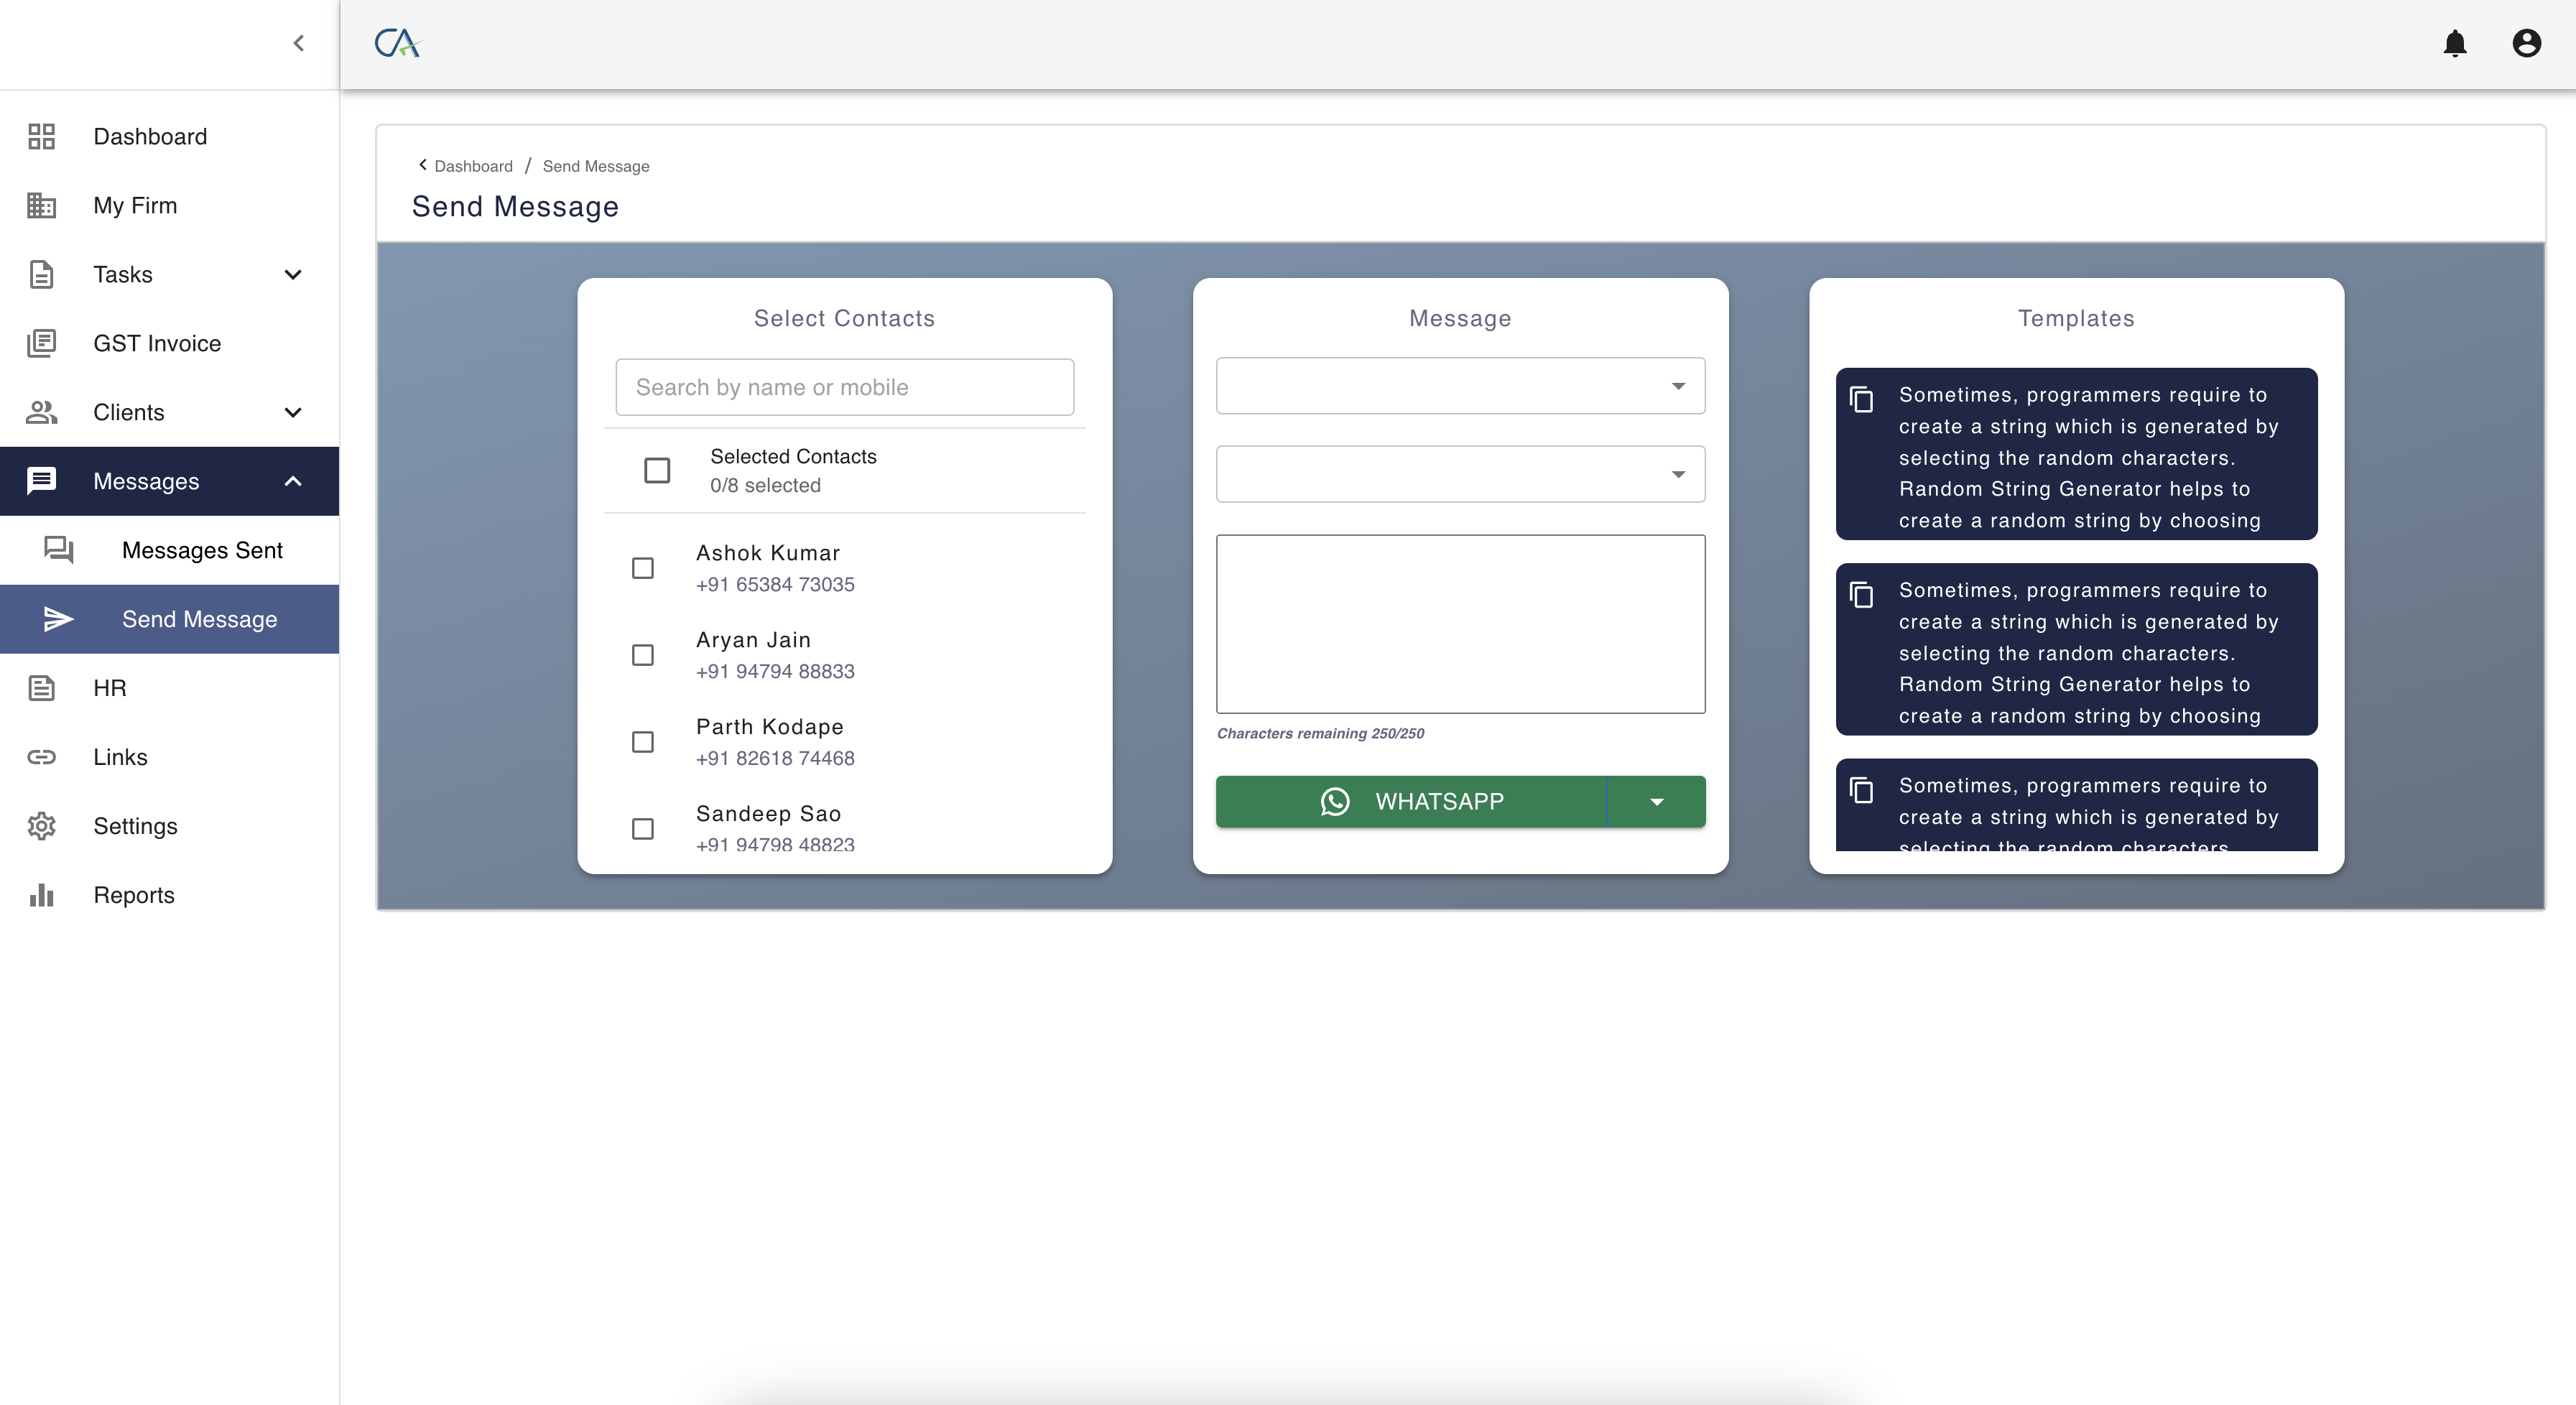 CA
Dashboard
My Firm
Tasks
GST Invoice
Clients
Messages
Messages Sent
Send Message
HR
Links
Settings
Reports
Dashboard / Send Message
Send Message
Select Contacts
Search by name or mobile
Selected Contacts
0/8 selected
Ashok Kumar
+91 65384 73035
Aryan Jain
+91 94794 88833
Parth Kodape
+91 82618 74468
Sandeep Sao
+91 94798 48823
Message
Characters remaining 250/250
WHATSAPP
Templates
Sometimes, programmers require to
create a string which is generated by
selecting the random characters.
Random String Generator helps to
create a random string by choosing
Sometimes, programmers require to
create a string which is generated by
selecting the random characters.
Random String Generator helps to
create a random string by choosing
Sometimes, programmers require to
create a string which is generated by
selecting the random characters.